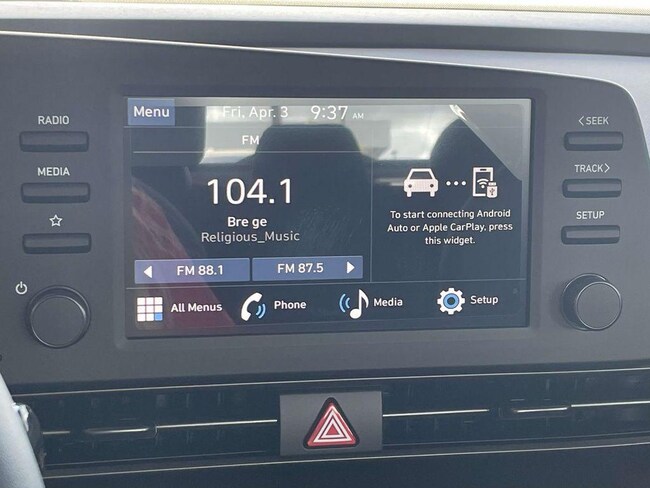 RADIO
MEDIA
Menu
Fri. Apr. 3 9:37 AM
FM
104.1
Bre ge
Religious_Music
FM 88.1
FM 87.5
To start connecting Android
Auto or Apple CarPlay, press
this widget.
All Menus
Phone
Media
Setup
<SEEK
TRACK>
SETUP